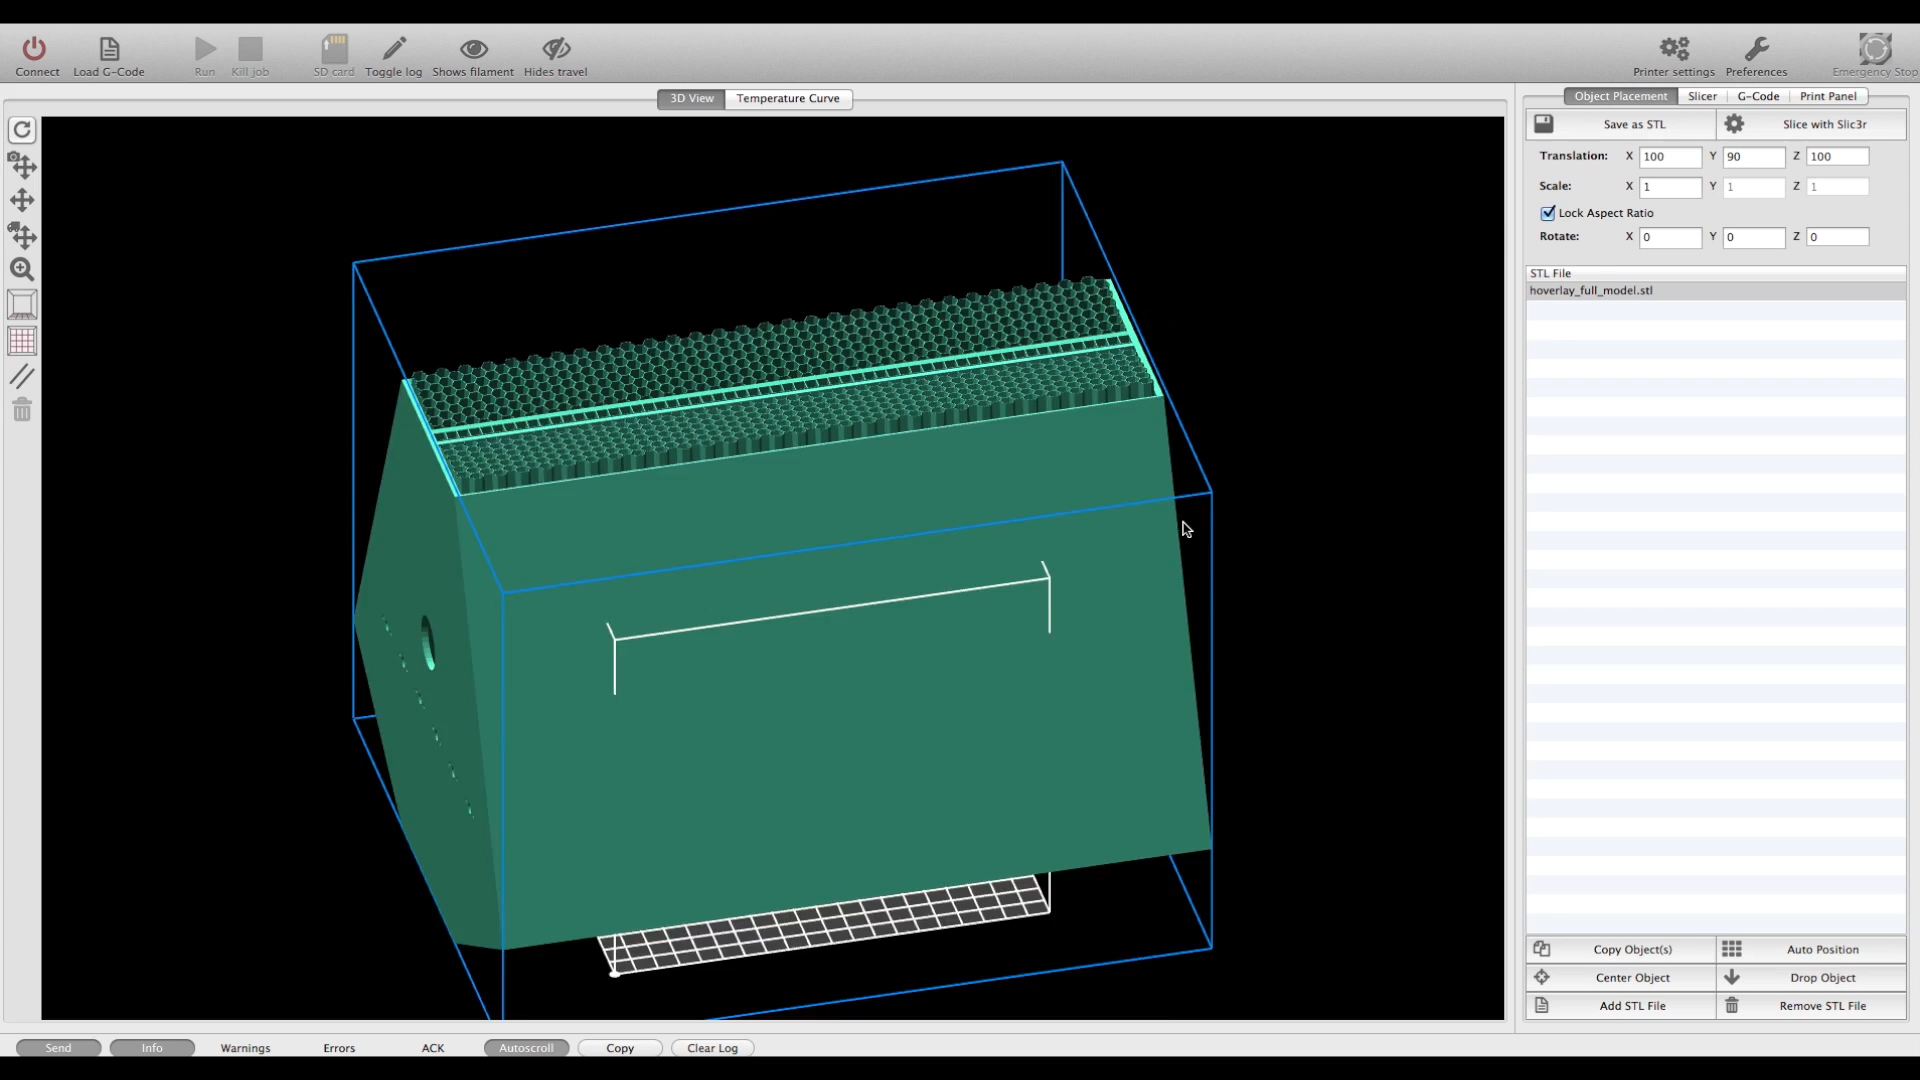 Connect Load G-Code Run Kill job SD card Toggle log Shows filament Hides travel Printer settings Preferences Emergency Stop
3D View Temperature Curve
Object Placement Slicer G-Code Print Panel
Save as STL Slice with Slic3r
Translation: X 100 Y 90 Z 100
Scale: X 1 Y 1 Z 1
Lock Aspect Ratio
Rotate: X 0 Y 0 Z 0
STL File
hoverlay_full_model.stl
Copy Object(s) Auto Position
Center Object Drop Object
Add STL File Remove STL File
Send Info Warnings Errors ACK Autoscroll Copy Clear Log